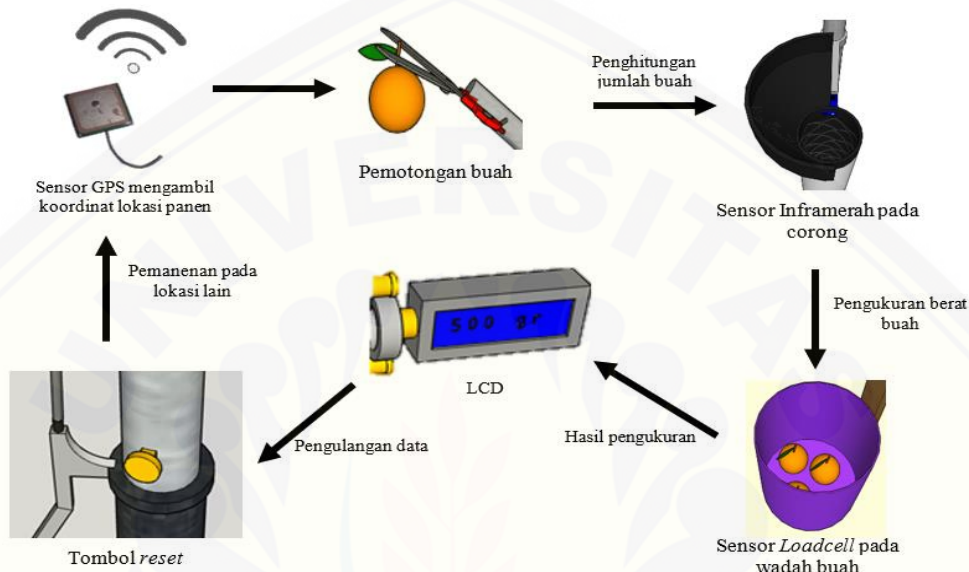 Sensor GPS mengambil
koordinat lokasi panen
Pemotongan buah
Penghitungan
jumlah buah
Sensor Inframerah pada
corong
Pengukuran berat
buah
Sensor Loadcell pada
wadah buah
Hasil pengukuran
500 gr
LCD
Pengulangan data
Tombol reset
Pemanenan pada
lokasi lain
UNIVERSITAS